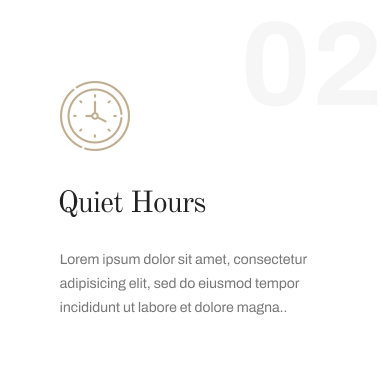 02
Quiet Hours
Lorem ipsum dolor sit amet, consectetur
adipisicing elit, sed do eiusmod tempor
incididunt ut labore et dolore magna..